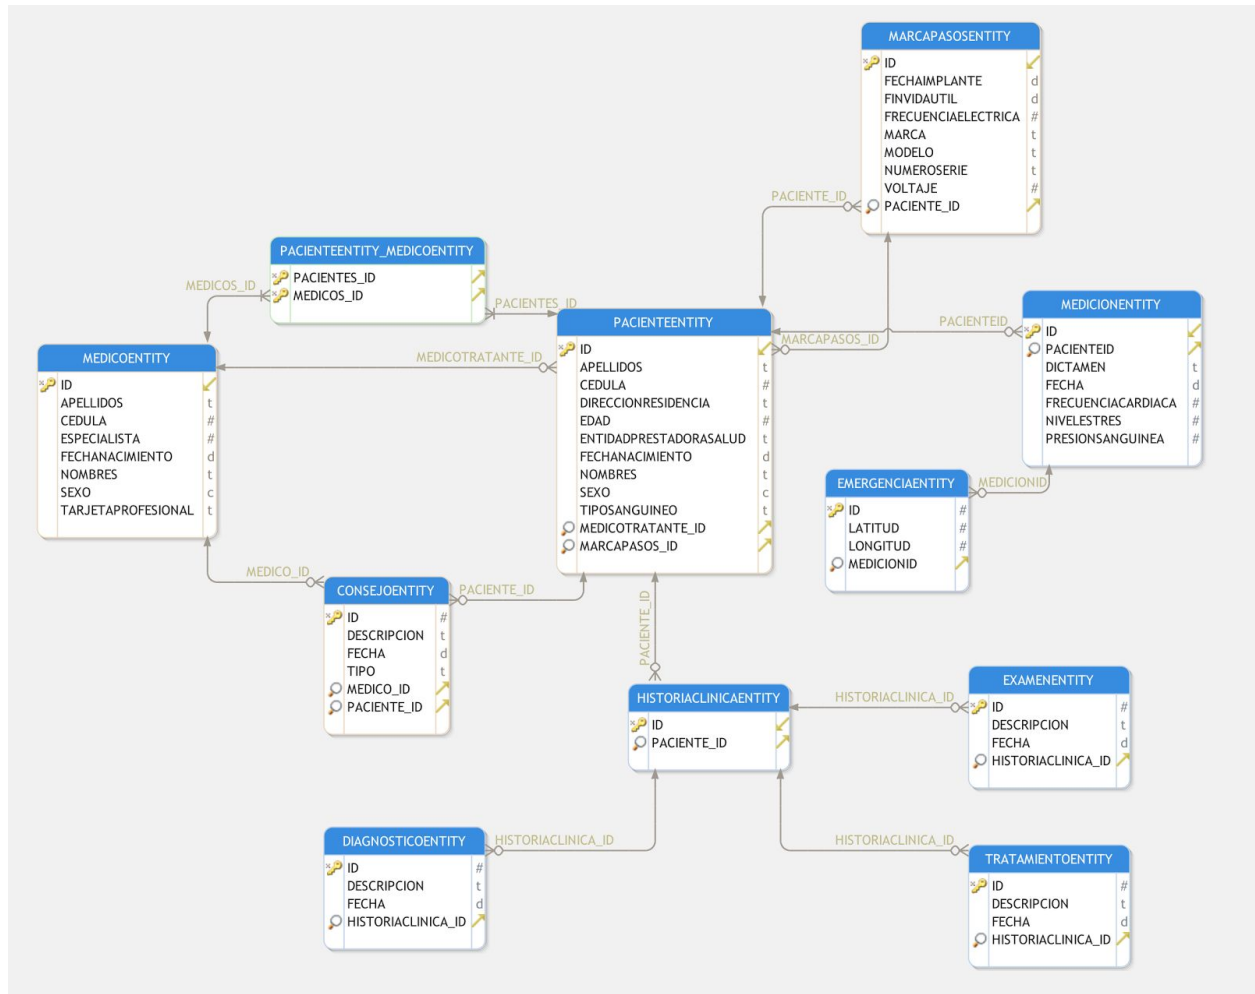 MARCAPASOSENTITY
ID
FECHAIMPLANTE d
FINVIDAUTIL d
FRECUENCIAELECTRICA #
MARCA t
MODELO t
NUMEROSERIE t
VOLTAJE #
PACIENTE_ID
PACIENTE_ID
PACIENTEENTITY_MEDICOENTITY
PACIENTES_ID
MEDICOS_ID
MEDICOS_ID
PACIENTES_ID
MEDICOENTITY
ID
APELLIDOS t
CEDULA #
ESPECIALISTA #
FECHANACIMIENTO d
NOMBRES t
SEXO c
TARJETAPROFESIONAL t
MEDICOTRATANTE_ID
PACIENTEENTITY
ID
APELLIDOS t
CEDULA #
DIRECCIONRESIDENCIA t
EDAD #
ENTIDADPRESTADORASALUD t
FECHANACIMIENTO d
NOMBRES t
SEXO c
TIPOSANGUINEO t
MEDICOTRATANTE_ID
MARCAPASOS_ID
MARCAPASOS_ID
PACIENTEID
MEDICIONENTITY
ID
PACIENTEID
DICTAMEN t
FECHA d
FRECUENCIACARDIACA #
NIVELESTRES #
PRESIONSANGUINEA #
EMERGENCIAENTITY
ID #
LATITUD #
LONGITUD #
MEDICIONID
MEDICIONID
MEDICO_ID
CONSEJOENTITY
ID #
DESCRIPCION t
FECHA d
TIPO t
MEDICO_ID
PACIENTE_ID
PACIENTE_ID
PACIENTE_ID
HISTORIACLINICAENTITY
ID
PACIENTE_ID
HISTORIACLINICA_ID
EXAMENENTITY
ID #
DESCRIPCION t
FECHA d
HISTORIACLINICA_ID
DIAGNOSTICOENTITY
ID #
DESCRIPCION t
FECHA d
HISTORIACLINICA_ID
HISTORIACLINICA_ID
HISTORIACLINICA_ID
TRATAMIENTOENTITY
ID #
DESCRIPCION t
FECHA d
HISTORIACLINICA_ID